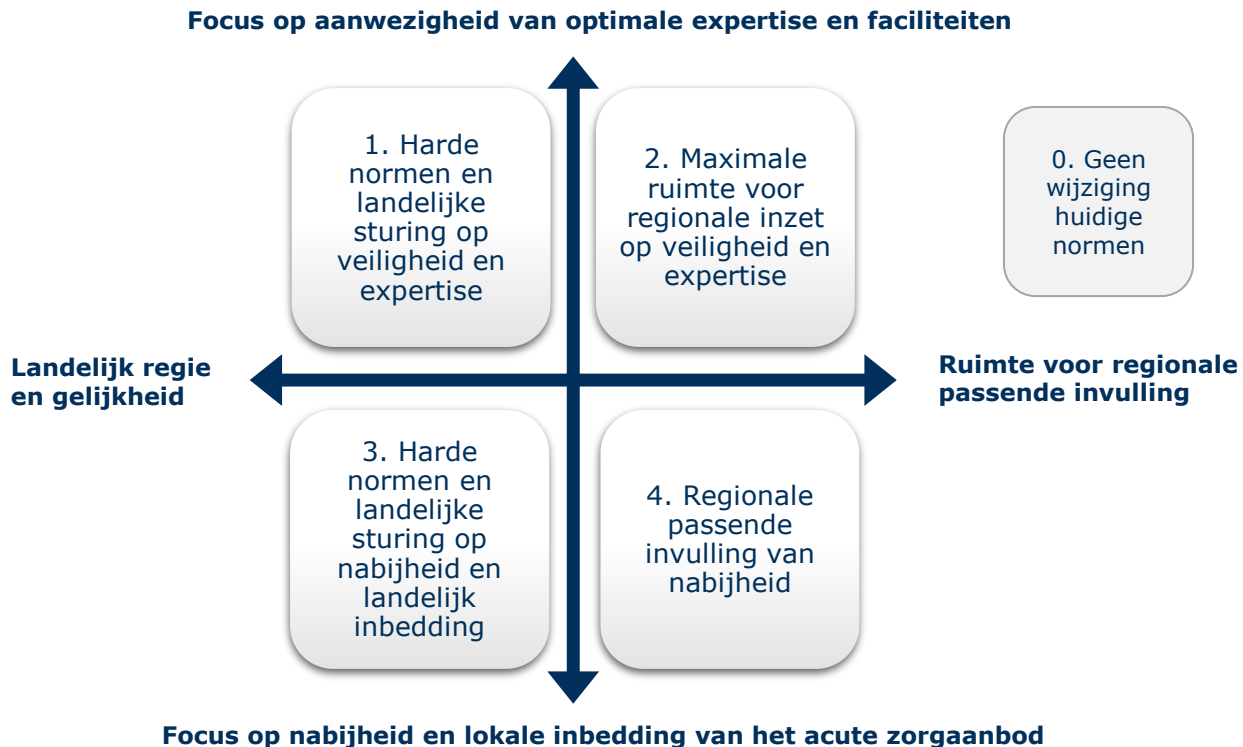 Focus op aanwezigheid van optimale expertise en faciliteiten
1. Harde
normen en
landelijke
sturing op
veiligheid en
expertise
2. Maximale
ruimte voor
regionale inzet
op veiligheid en
expertise
0. Geen
wijziging
huidige
normen
Landelijk regie
en gelijkheid
Ruimte voor regionale
passende invulling
3. Harde
normen en
landelijke
sturing op
nabijheid en
landelijk
inbedding
4. Regionale
passende
invulling van
nabijheid
Focus op nabijheid en lokale inbedding van het acute zorgaanbod